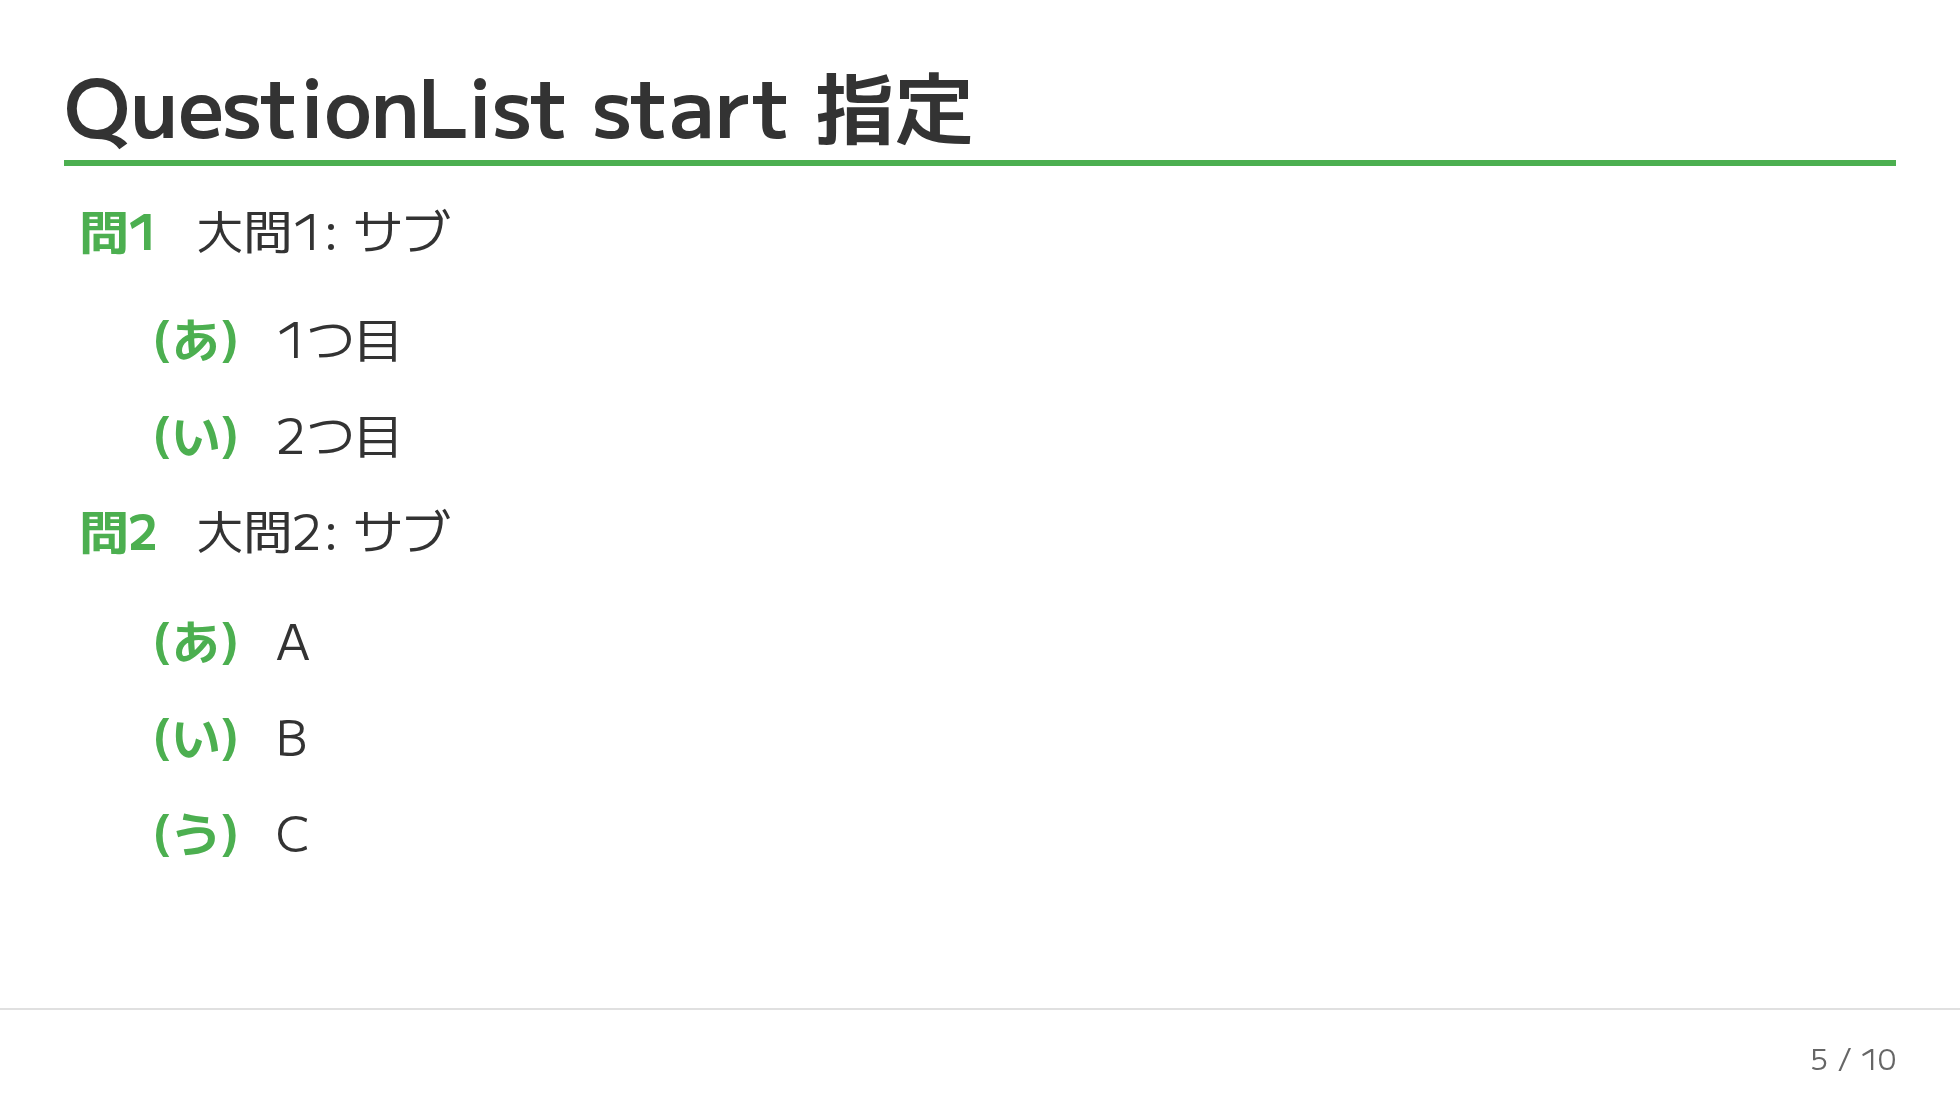 QuestionList start 指定
問1 大問1: サブ
(あ) 1つ目
(い) 2つ目
問2 大問2: サブ
(あ) A
(い) B
(う) C
5 / 10